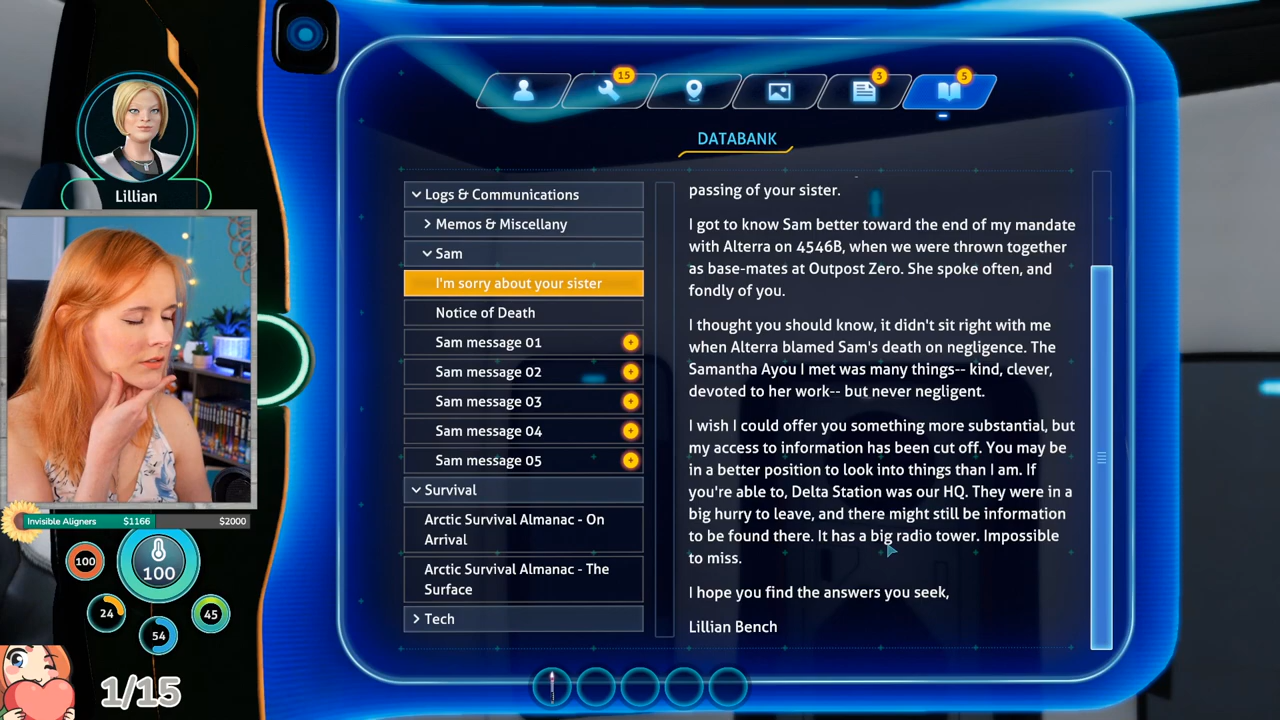 15
3
5
DATABANK
Lillian
Logs & Communications
Memos & Miscellany
Sam
I'm sorry about your sister
Notice of Death
Sam message 01
Sam message 02
Sam message 03
Sam message 04
Sam message 05
Survival
Arctic Survival Almanac - On
Arrival
Arctic Survival Almanac - The
Surface
Tech
passing of your sister.
I got to know Sam better toward the end of my mandate
with Alterra on 4546B, when we were thrown together
as base-mates at Outpost Zero. She spoke often, and
fondly of you.
I thought you should know, it didn't sit right with me
when Alterra blamed Sam's death on negligence. The
Samantha Ayou I met was many things-- kind, clever,
devoted to her work-- but never negligent.
I wish I could offer you something more substantial, but
my access to information has been cut off. You may be
in a better position to look into things than I am. If
you're able to, Delta Station was our HQ. They were in a
big hurry to leave, and there might still be information
to be found there. It has a big radio tower. Impossible
to miss.
I hope you find the answers you seek,
Lillian Bench
Invisible Aligners $1166 $2000
100
100
24
45
54
1/15